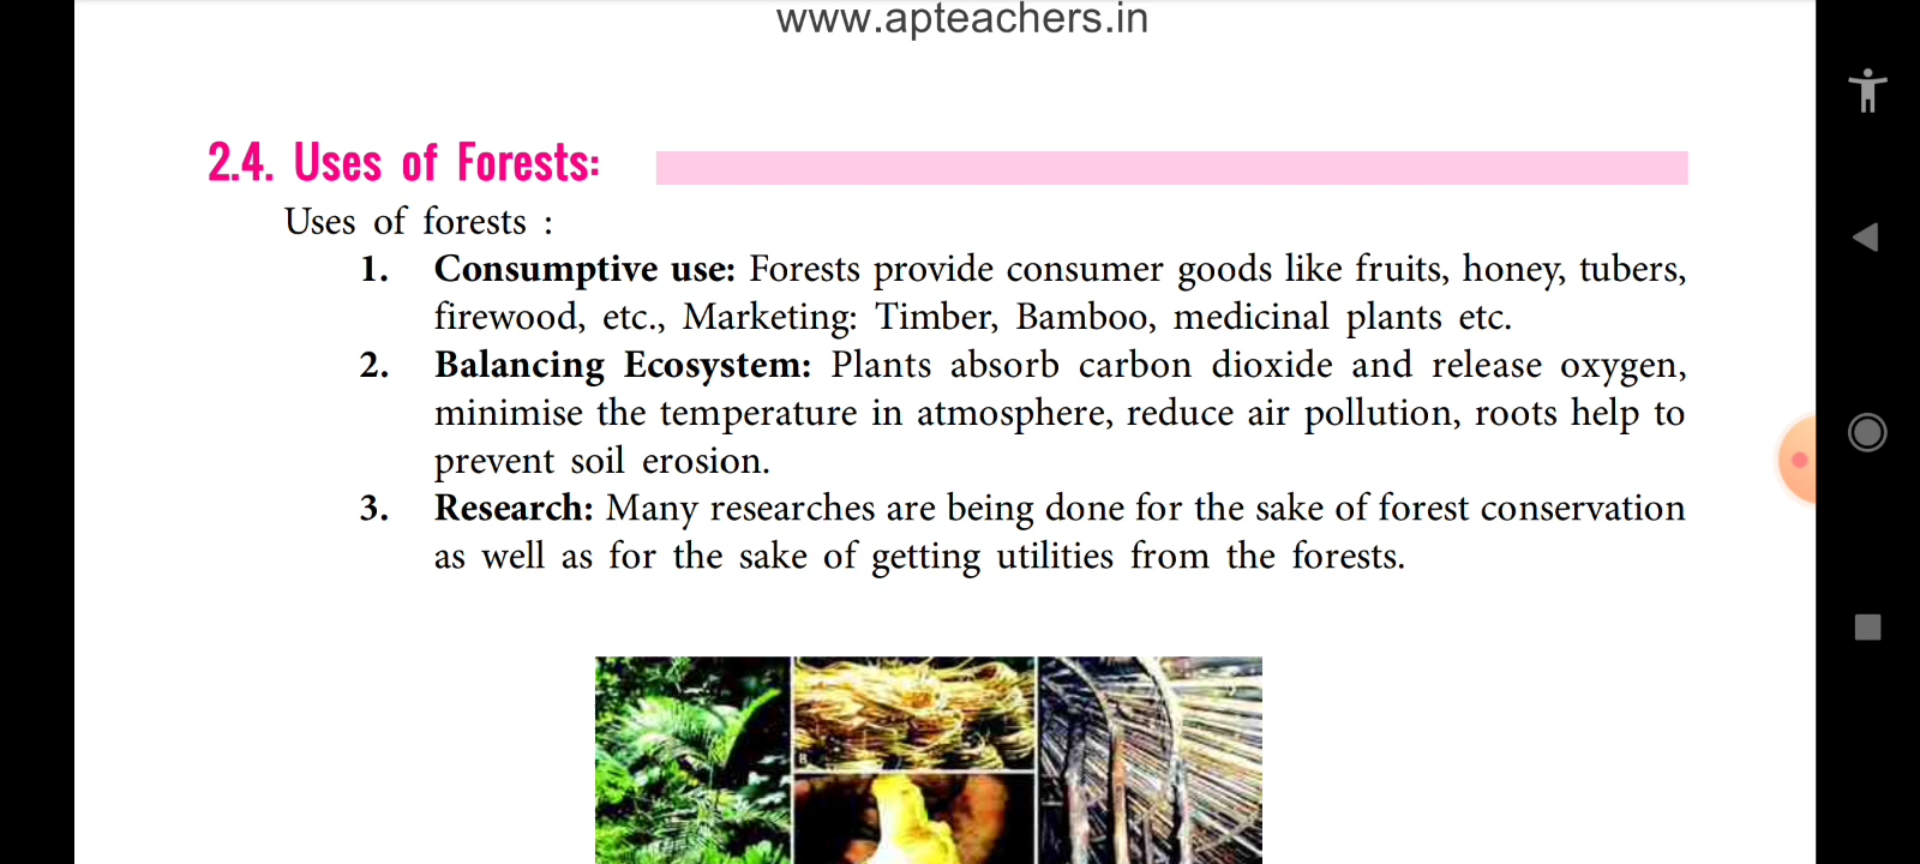 www.apteachers.in
2.4. Uses of Forests:
Uses of forests :
1. Consumptive use: Forests provide consumer goods like fruits, honey, tubers,
firewood, etc., Marketing: Timber, Bamboo, medicinal plants etc.
2. Balancing Ecosystem: Plants absorb carbon dioxide and release oxygen,
minimise the temperature in atmosphere, reduce air pollution, roots help to
prevent soil erosion.
3. Research: Many researches are being done for the sake of forest conservation
as well as for the sake of getting utilities from the forests.
B